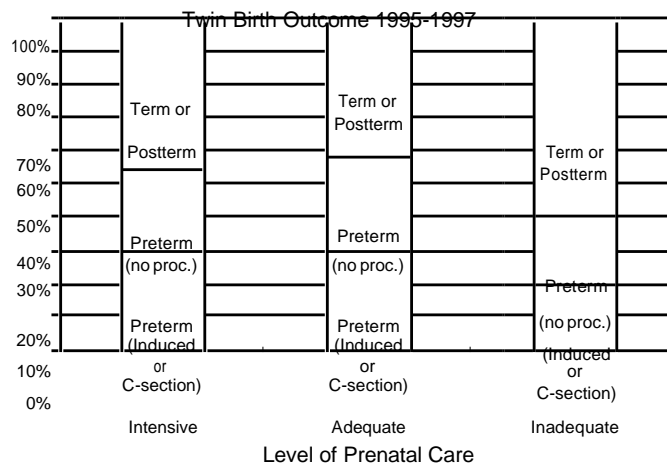 Twin Birth Outcome 1995-1997
100%
90%
80%
70%
60%
50%
40%
30%
20%
10%
0%
Term or
Postterm
Preterm
(no proc.)
Preterm
(Induced
or
C-section)
Intensive
Term or
Postterm
Preterm
(no proc.)
Preterm
(Induced
or
C-section)
Adequate
Term or
Postterm
Preterm
(no proc.)
(Induced
or
C-section)
Inadequate
Level of Prenatal Care